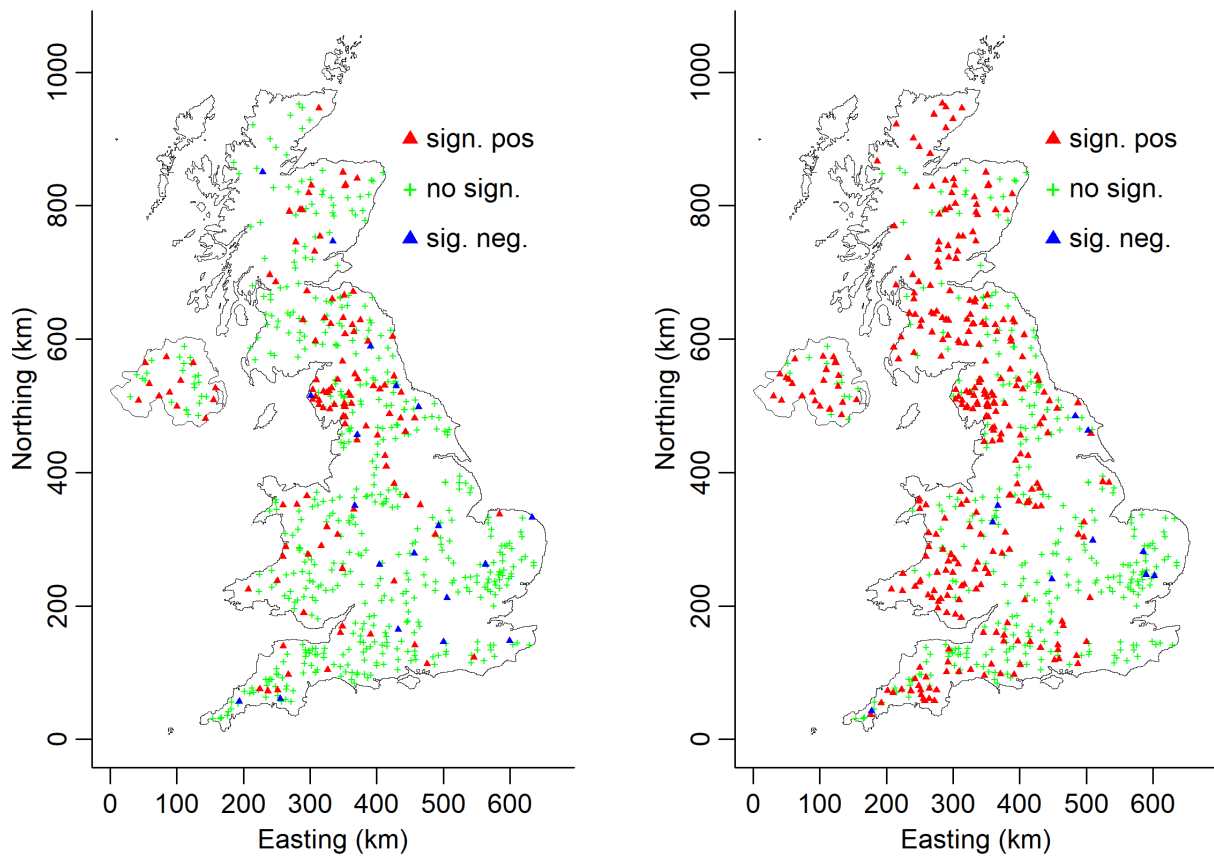 1000
800
600
400
200
0
Northing (km)
0 100 200 300 400 500 600
Easting (km)
sign. pos
no sign.
sig. neg.
1000
800
600
400
200
0
Northing (km)
0 100 200 300 400 500 600
Easting (km)
sign. pos
no sign.
sig. neg.